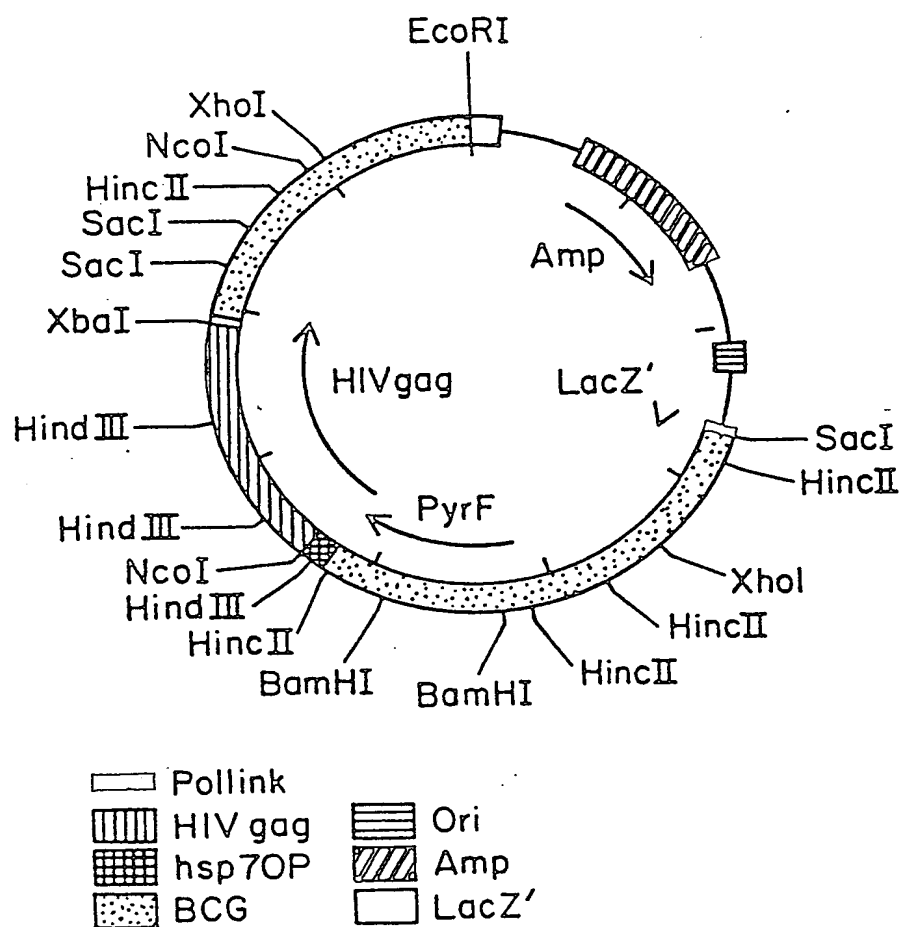 EcoRI
XhoI
NcoI
HincII
SacI
SacI
XbaI
HindIII
HindIII
NcoI
HindIII
HincII
BamHI
BamHI
HincII
HincII
XhoI
HincII
SacI
Amp
HIVgag
LacZ'
PyrF
Pollink
HIV gag
hsp70P
BCG
Ori
Amp
LacZ'